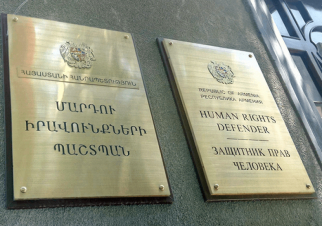 ՀԱՅԱՍՏԱՆԻ ՀԱՆՐԱՊԵՏՈՒԹՅՈՒՆ
ՄԱՐԴՈՒ
ԻՐԱՎՈՒՆՔՆԵՐԻ
ՊԱՇՏՊԱՆ
REPUBLIC OF ARMENIA
РЕСПУБЛИКА АРМЕНИЯ
HUMAN RIGHTS
DEFENDER
ЗАЩИТНИК ПРАВ
ЧЕЛОВЕКА